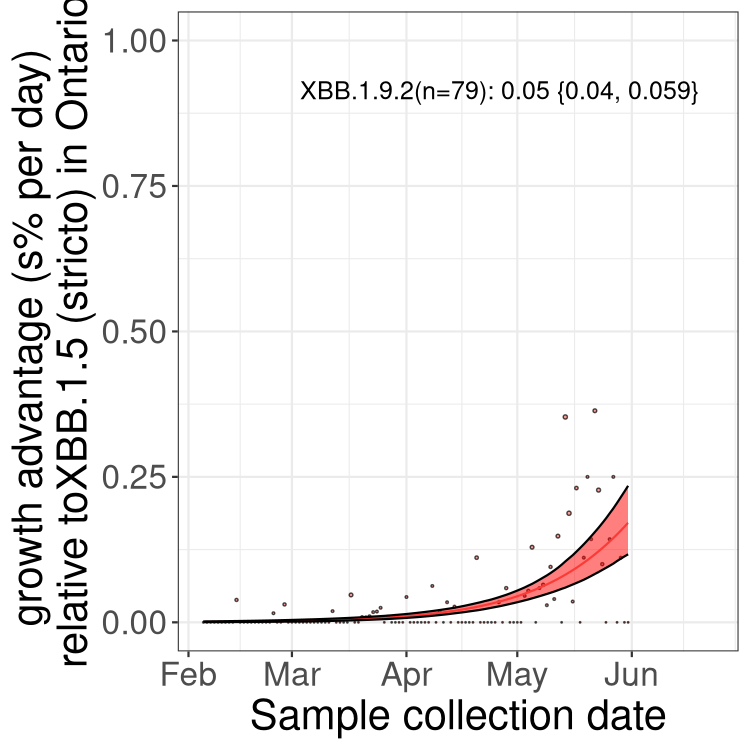 growth advantage (s% per day)
relative toXBB.1.5 (stricto) in Ontario
1.00
0.75
0.50
0.25
0.00
XBB.1.9.2(n=79): 0.05 {0.04, 0.059}
Feb Mar Apr May Jun
Sample collection date